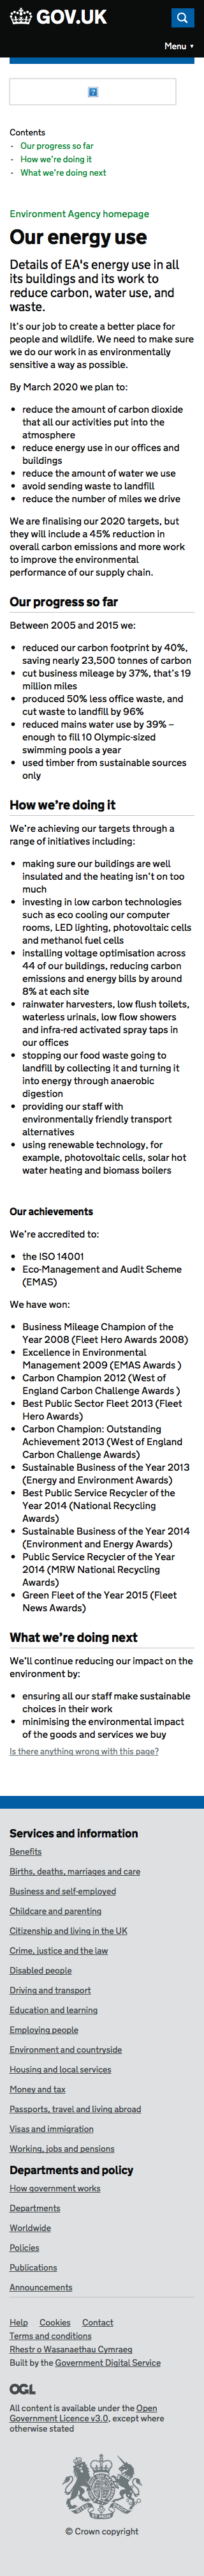 GOV.UK
Menu ▼
Contents
- Our progress so far
- How we're doing it
- What we're doing next
Environment Agency homepage
Our energy use
Details of EA's energy use in all
its buildings and its work to
reduce carbon, water use, and
waste.
It's our job to create a better place for
people and wildlife. We need to make sure
we do our work in as environmentally
sensitive a way as possible.
By March 2020 we plan to:
• reduce the amount of carbon dioxide
that all our activities put into the
atmosphere
• reduce energy use in our offices and
buildings
• reduce the amount of water we use
• avoid sending waste to landfill
• reduce the number of miles we drive
We are finalising our 2020 targets, but
they will include a 45% reduction in
overall carbon emissions and more work
to improve the environmental
performance of our supply chain.
Our progress so far
Between 2005 and 2015 we:
• reduced our carbon footprint by 40%,
saving nearly 23,500 tonnes of carbon
• cut business mileage by 37%, that's 19
million miles
• produced 50% less office waste, and
cut waste to landfill by 96%
• reduced mains water use by 39% –
enough to fill 10 Olympic-sized
swimming pools a year
• used timber from sustainable sources
only
How we're doing it
We're achieving our targets through a
range of initiatives including:
• making sure our buildings are well
insulated and the heating isn't on too
much
• investing in low carbon technologies
such as eco cooling our computer
rooms, LED lighting, photovoltaic cells
and methanol fuel cells
• installing voltage optimisation across
44 of our buildings, reducing carbon
emissions and energy bills by around
8% at each site
• rainwater harvesters, low flush toilets,
waterless urinals, low flow showers
and infra-red activated spray taps in
our offices
• stopping our food waste going to
landfill by collecting it and turning it
into energy through anaerobic
digestion
• providing our staff with
environmentally friendly transport
alternatives
• using renewable technology, for
example, photovoltaic cells, solar hot
water heating and biomass boilers
Our achievements
We're accredited to:
• the ISO 14001
• Eco-Management and Audit Scheme
(EMAS)
We have won:
• Business Mileage Champion of the
Year 2008 (Fleet Hero Awards 2008)
• Excellence in Environmental
Management 2009 (EMAS Awards )
• Carbon Champion 2012 (West of
England Carbon Challenge Awards )
• Best Public Sector Fleet 2013 (Fleet
Hero Awards)
• Carbon Champion: Outstanding
Achievement 2013 (West of England
Carbon Challenge Awards)
• Sustainable Business of the Year 2013
(Energy and Environment Awards)
• Best Public Service Recycler of the
Year 2014 (National Recycling
Awards)
• Sustainable Business of the Year 2014
(Environment and Energy Awards)
• Public Service Recycler of the Year
2014 (MRW National Recycling
Awards)
• Green Fleet of the Year 2015 (Fleet
News Awards)
What we're doing next
We'll continue reducing our impact on the
environment by:
• ensuring all our staff make sustainable
choices in their work
• minimising the environmental impact
of the goods and services we buy
Is there anything wrong with this page?
Services and information
Benefits
Births, deaths, marriages and care
Business and self-employed
Childcare and parenting
Citizenship and living in the UK
Crime, justice and the law
Disabled people
Driving and transport
Education and learning
Employing people
Environment and countryside
Housing and local services
Money and tax
Passports, travel and living abroad
Visas and immigration
Working, jobs and pensions
Departments and policy
How government works
Departments
Worldwide
Policies
Publications
Announcements
Help Cookies Contact
Terms and conditions
Rhestr o Wasanaethau Cymraeg
Built by the Government Digital Service
OGL
All content is available under the Open
Government Licence v3.0, except where
otherwise stated
© Crown copyright